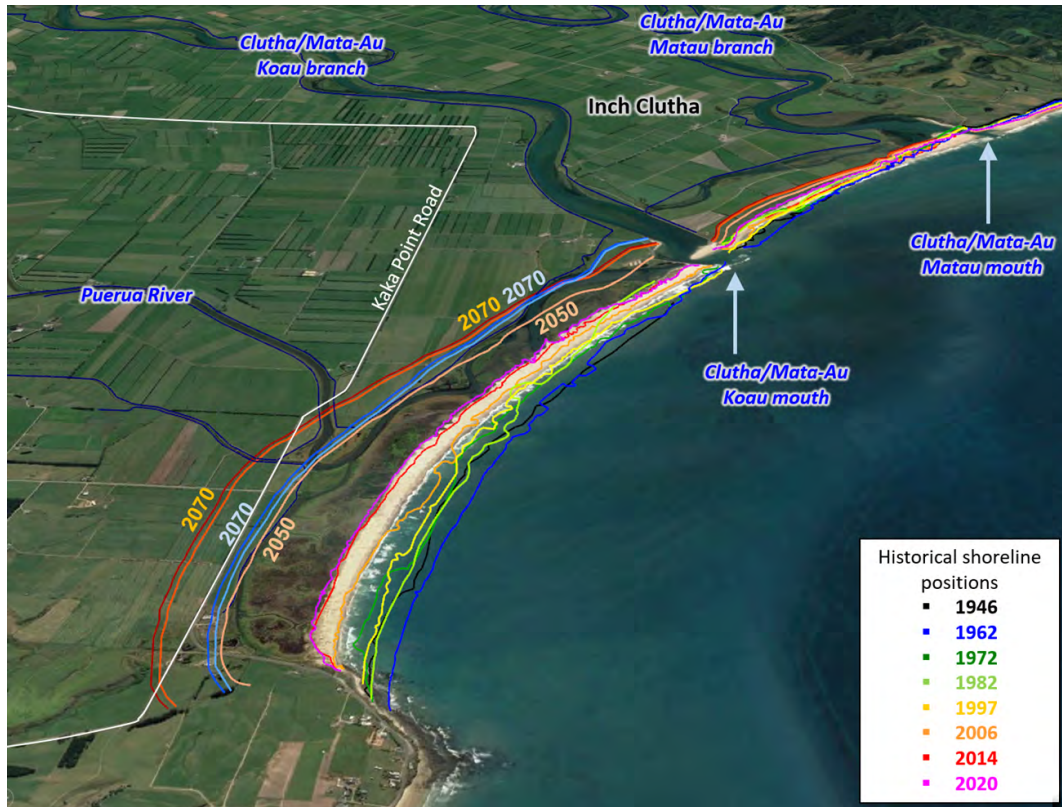 Clutha/Mata-Au
Koau branch
Clutha/Mata-Au
Matau branch
Inch Clutha
Kaka Point Road
Puerua River
2070
2070
2050
Clutha/Mata-Au
Matau mouth
Clutha/Mata-Au
Koau mouth
2070
2070
2050
Historical shoreline
positions
1946
1962
1972
1982
1997
2006
2014
2020